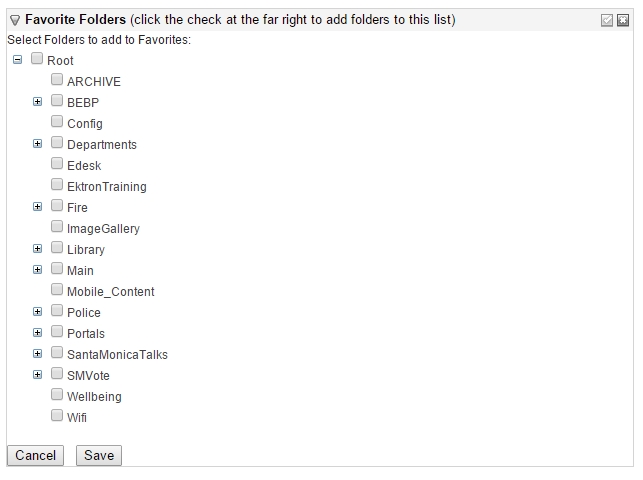 Favorite Folders (click the check at the far right to add folders to this list)
Select Folders to add to Favorites:
Root
ARCHIVE
BEBP
Config
Departments
Edesk
EktronTraining
Fire
ImageGallery
Library
Main
Mobile_Content
Police
Portals
SantaMonicaTalks
SMVote
Wellbeing
Wifi
Cancel Save